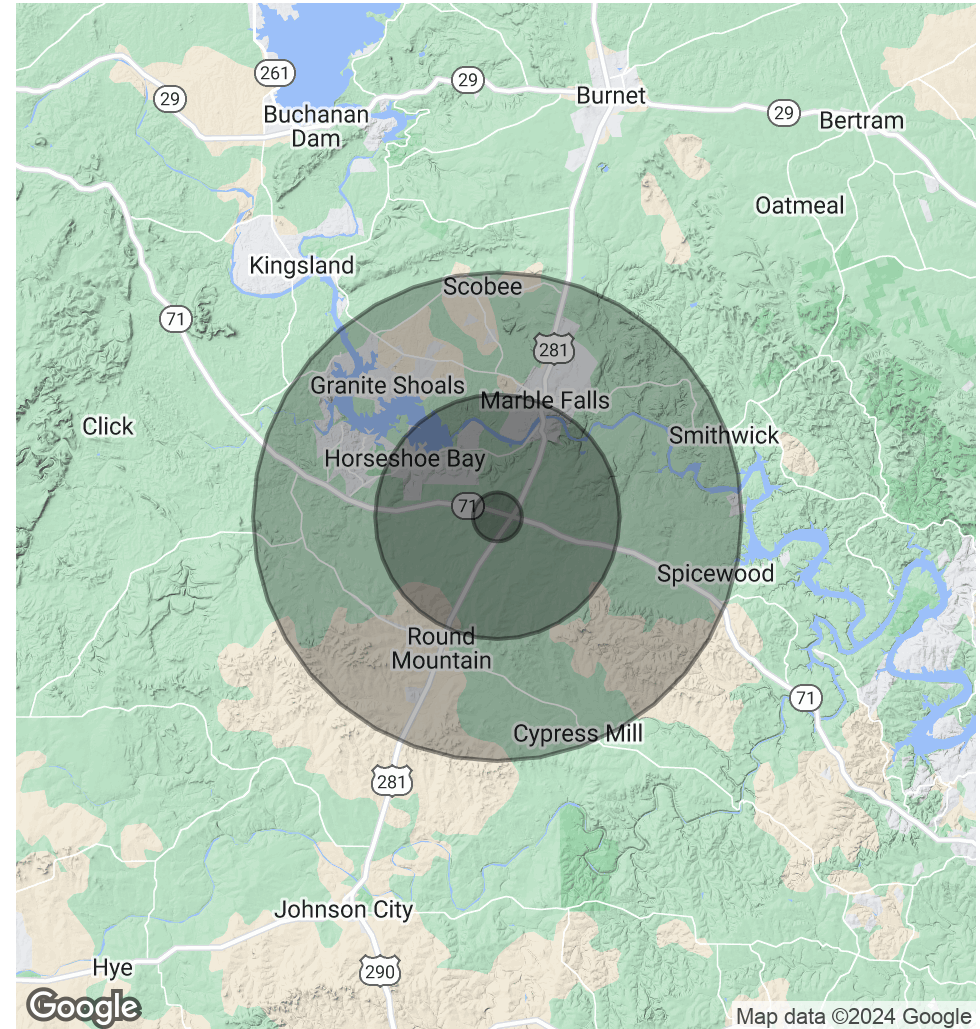 261
29
29
Burnet
Buchanan
Dam
29
Bertram
Oatmeal
Kingsland
Scobee
71
281
Granite Shoals
Marble Falls
Click
Smithwick
Horseshoe Bay
71
Spicewood
Round
Mountain
71
Cypress Mill
281
Johnson City
Hye
290
Google
Map data ©2024 Google